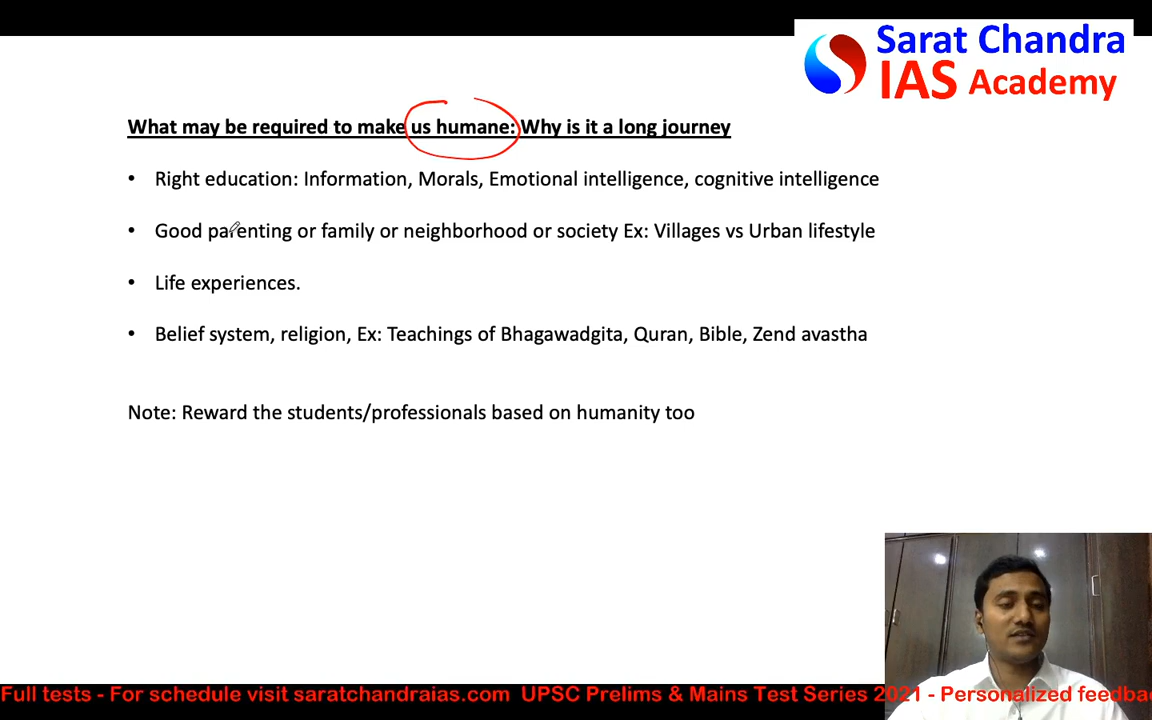 Sarat Chandra
IAS Academy
What may be required to make us humane: Why is it a long journey
• Right education: Information, Morals, Emotional intelligence, cognitive intelligence
• Good parenting or family or neighborhood or society Ex: Villages vs Urban lifestyle
• Life experiences.
• Belief system, religion, Ex: Teachings of Bhagawadgita, Quran, Bible, Zend avastha
Note: Reward the students/professionals based on humanity too
Full tests - For schedule visit saratchandraias.com UPSC Prelims & Mains Test Series 2021 - Personalized feedba